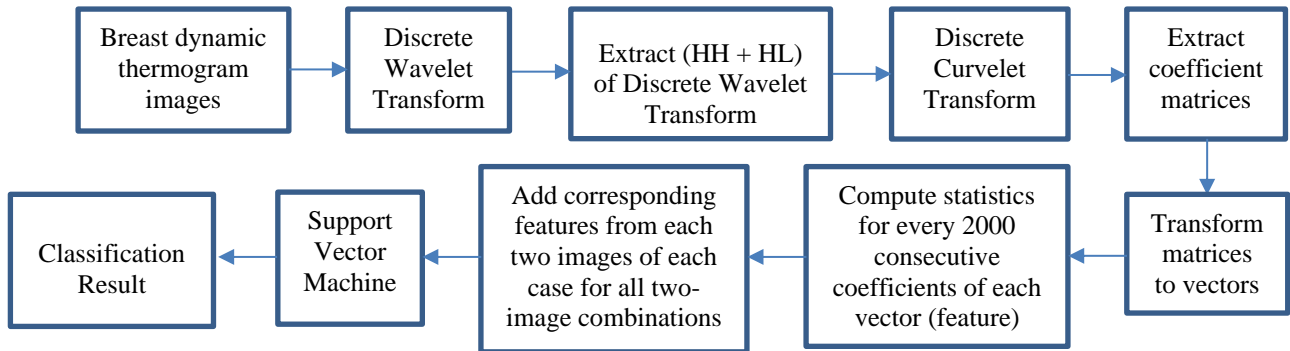 Breast dynamic
thermogram
images
Discrete
Wavelet
Transform
Extract (HH + HL)
of Discrete Wavelet
Transform
Discrete
Curvelet
Transform
Extract
coefficient
matrices
Transform
matrices
to vectors
Compute statistics
for every 2000
consecutive
coefficients of each
vector (feature)
Add corresponding
features from each
two images of each
case for all two-
image combinations
Support
Vector
Machine
Classification
Result